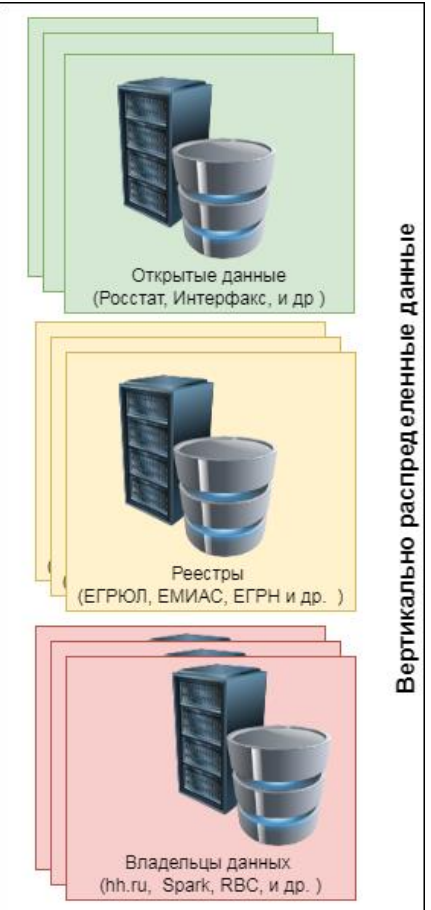 Открытые данные
(Росстат, Интерфакс, и др )
Реестры
(ЕГРЮЛ, ЕМИАС, ЕГРН и др. )
Владельцы данных
(hh.ru, Spark, RBC, и др. )
Вертикально распределенные данные